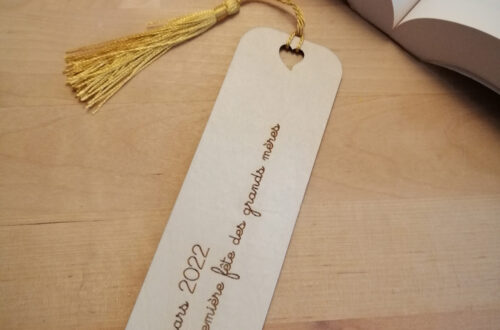 ars 2022
emière fête des grands mères